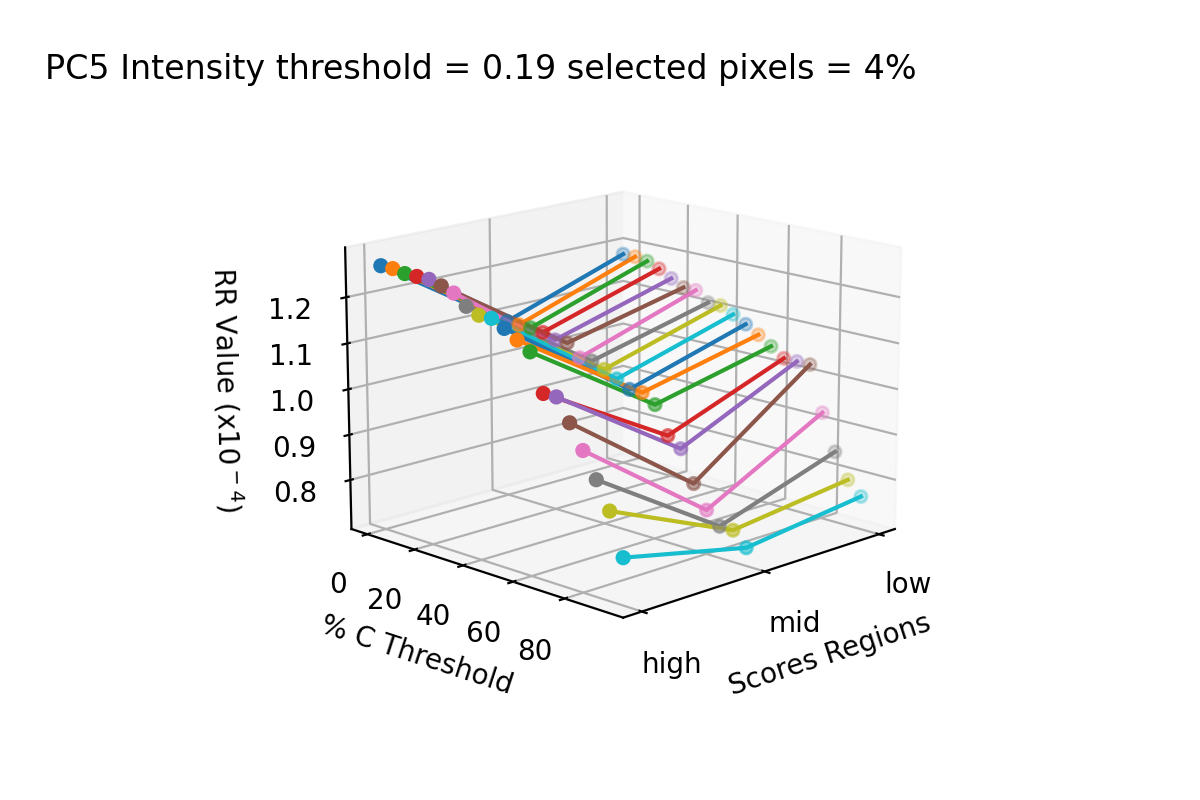 PC5 Intensity threshold = 0.19 selected pixels = 4%
RR Value (x10⁻⁴)
1.2
1.1
1.0
0.9
0.8
0
20
40
60
80
% C Threshold
high
mid
low
Scores Regions